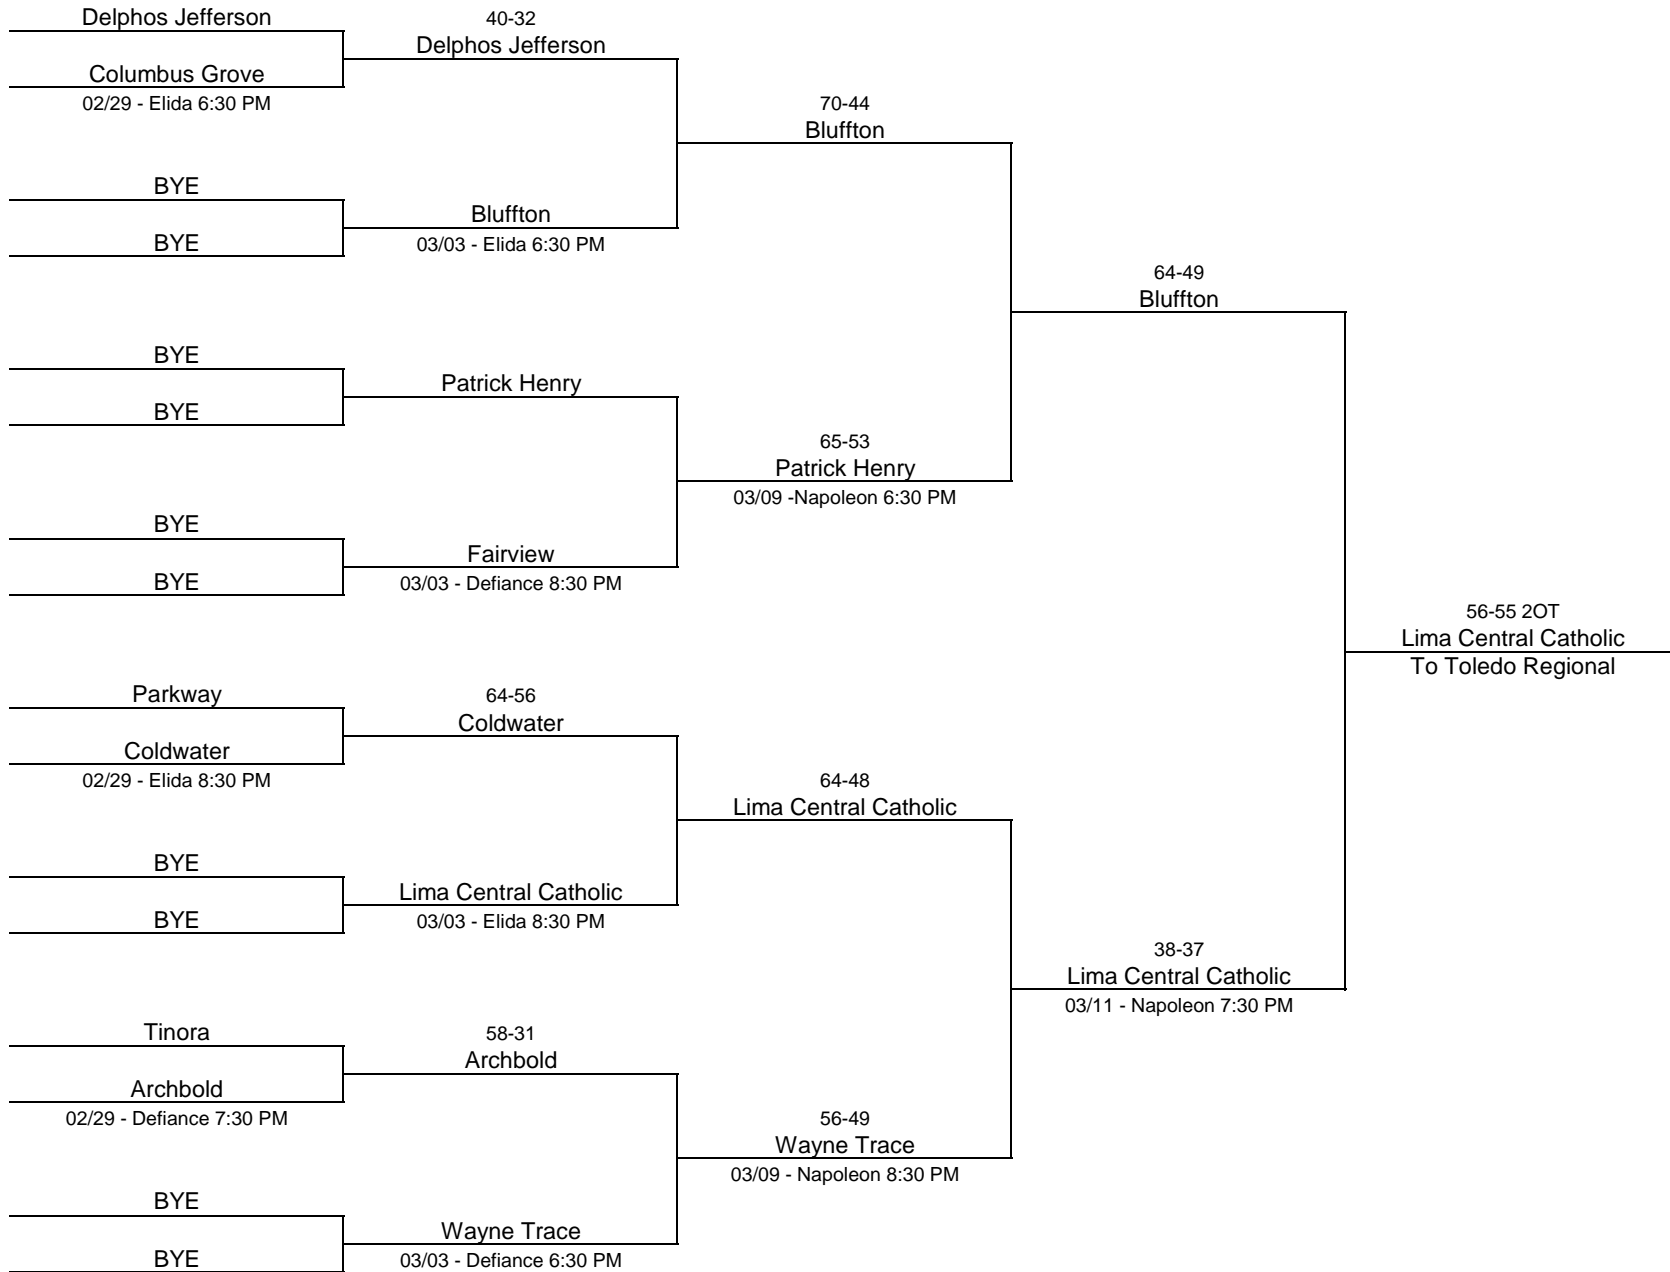 Delphos Jefferson
Columbus Grove
02/29 - Elida 6:30 PM
BYE
BYE
BYE
BYE
BYE
BYE
Parkway
Coldwater
02/29 - Elida 8:30 PM
BYE
BYE
Tinora
Archbold
02/29 - Defiance 7:30 PM
BYE
BYE
40-32
Delphos Jefferson
Bluffton
03/03 - Elida 6:30 PM
Patrick Henry
Fairview
03/03 - Defiance 8:30 PM
64-56
Coldwater
Lima Central Catholic
03/03 - Elida 8:30 PM
58-31
Archbold
Wayne Trace
03/03 - Defiance 6:30 PM
70-44
Bluffton
65-53
Patrick Henry
03/09 -Napoleon 6:30 PM
64-48
Lima Central Catholic
56-49
Wayne Trace
03/09 - Napoleon 8:30 PM
64-49
Bluffton
38-37
Lima Central Catholic
03/11 - Napoleon 7:30 PM
56-55 2OT
Lima Central Catholic
To Toledo Regional